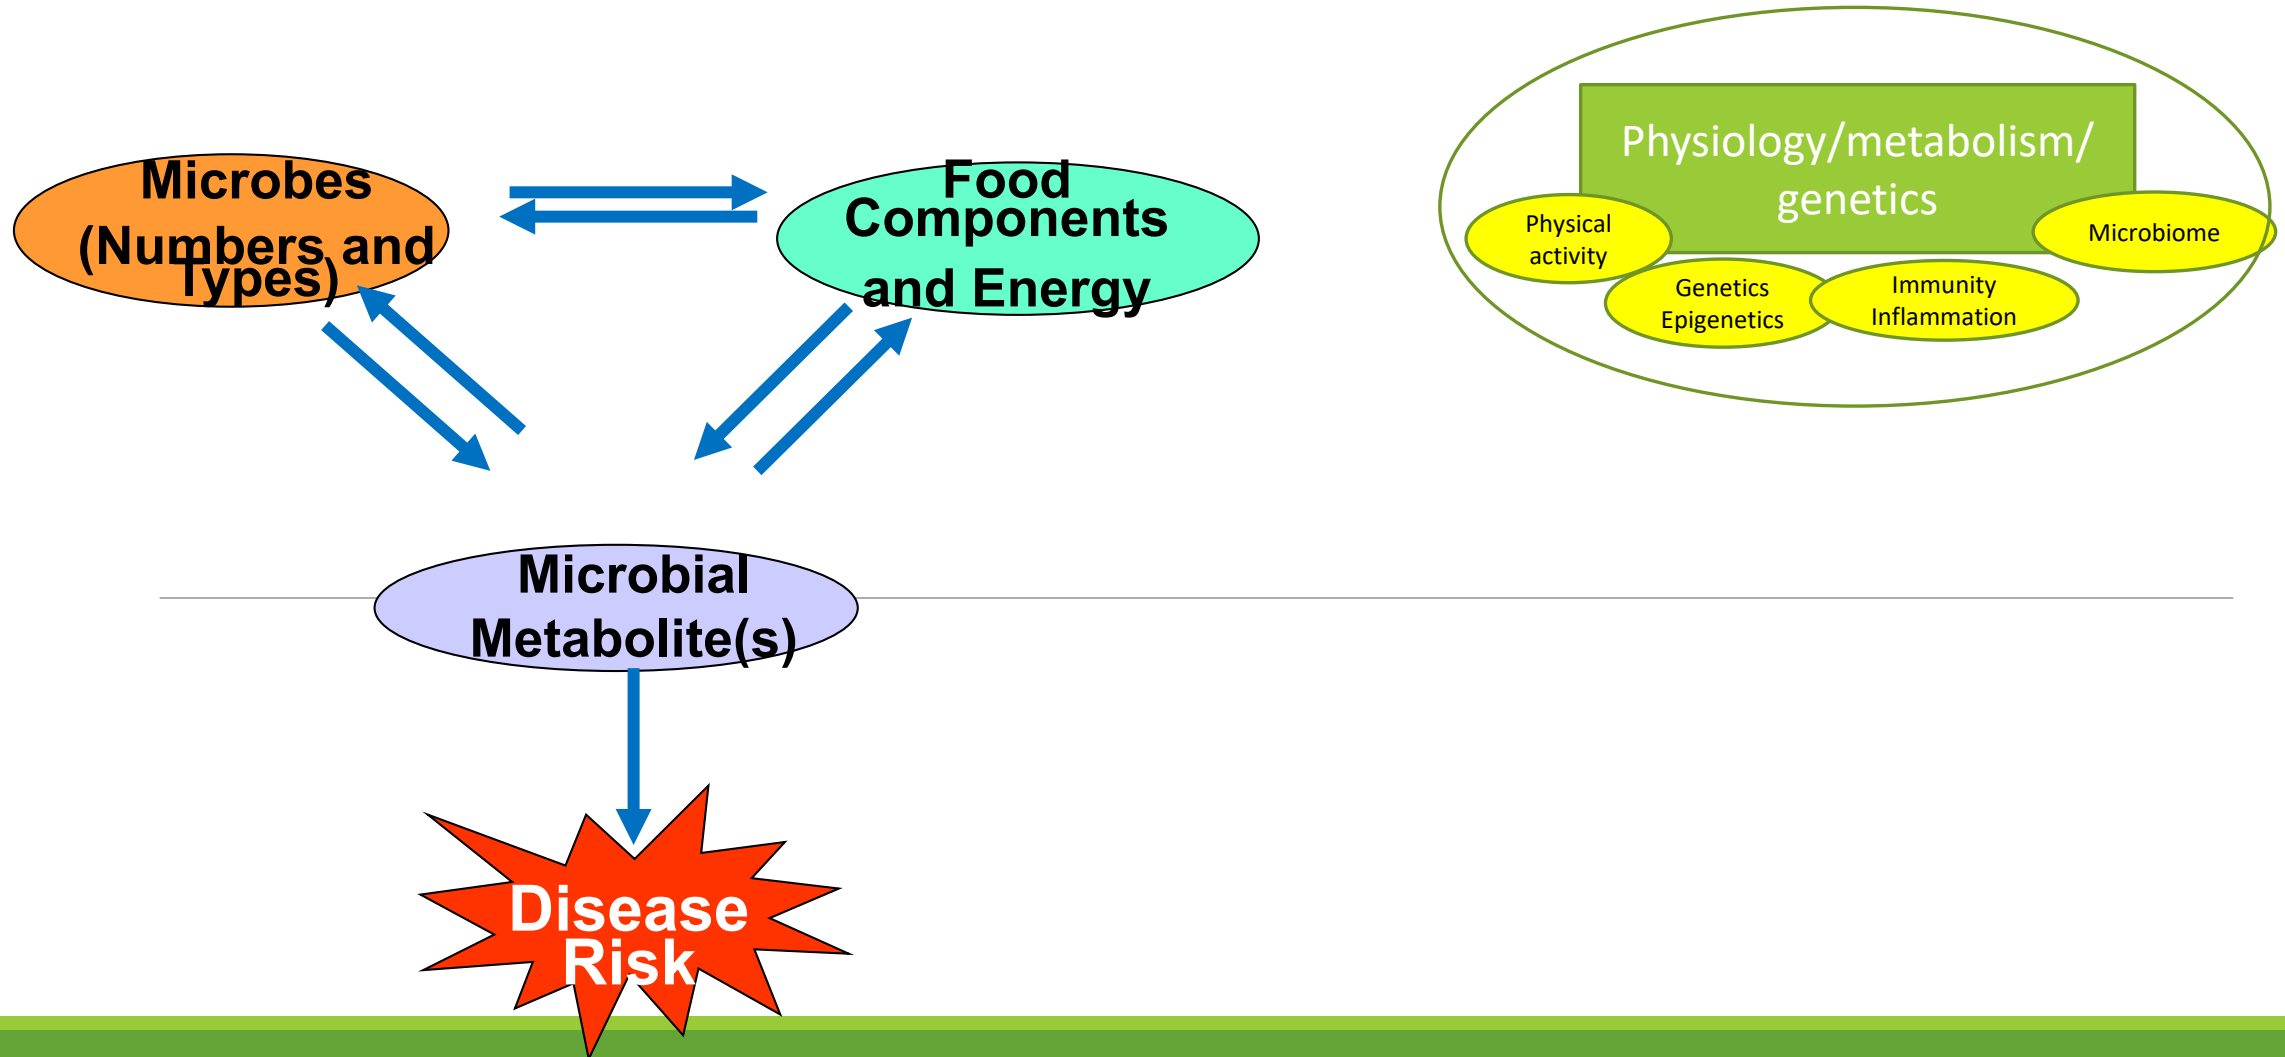 Microbes
(Numbers and
Types)
Food
Components
and Energy
Microbial
Metabolite(s)
Disease
Risk
Physiology/metabolism/
genetics
Physical
activity
Genetics
Epigenetics
Immunity
Inflammation
Microbiome